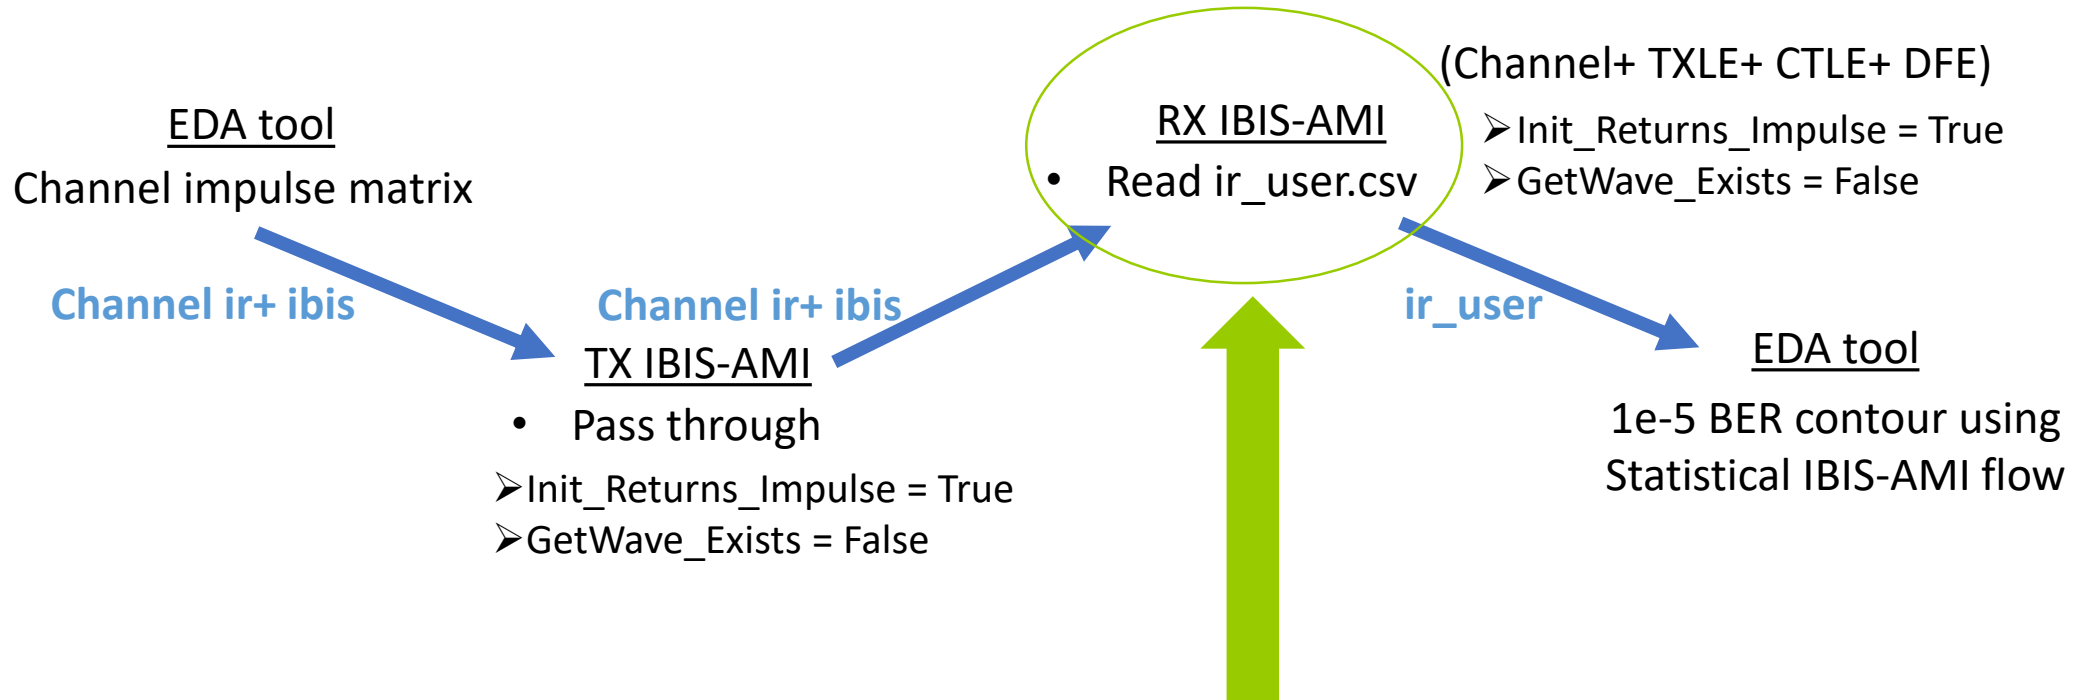 EDA tool
Channel impulse matrix
Channel ir+ ibis
Channel ir+ ibis
TX IBIS-AMI
• Pass through
➢Init_Returns_Impulse = True
➢GetWave_Exists = False
RX IBIS-AMI
• Read ir_user.csv
(Channel+ TXLE+ CTLE+ DFE)
➢Init_Returns_Impulse = True
➢GetWave_Exists = False
ir_user
EDA tool
1e-5 BER contour using
Statistical IBIS-AMI flow